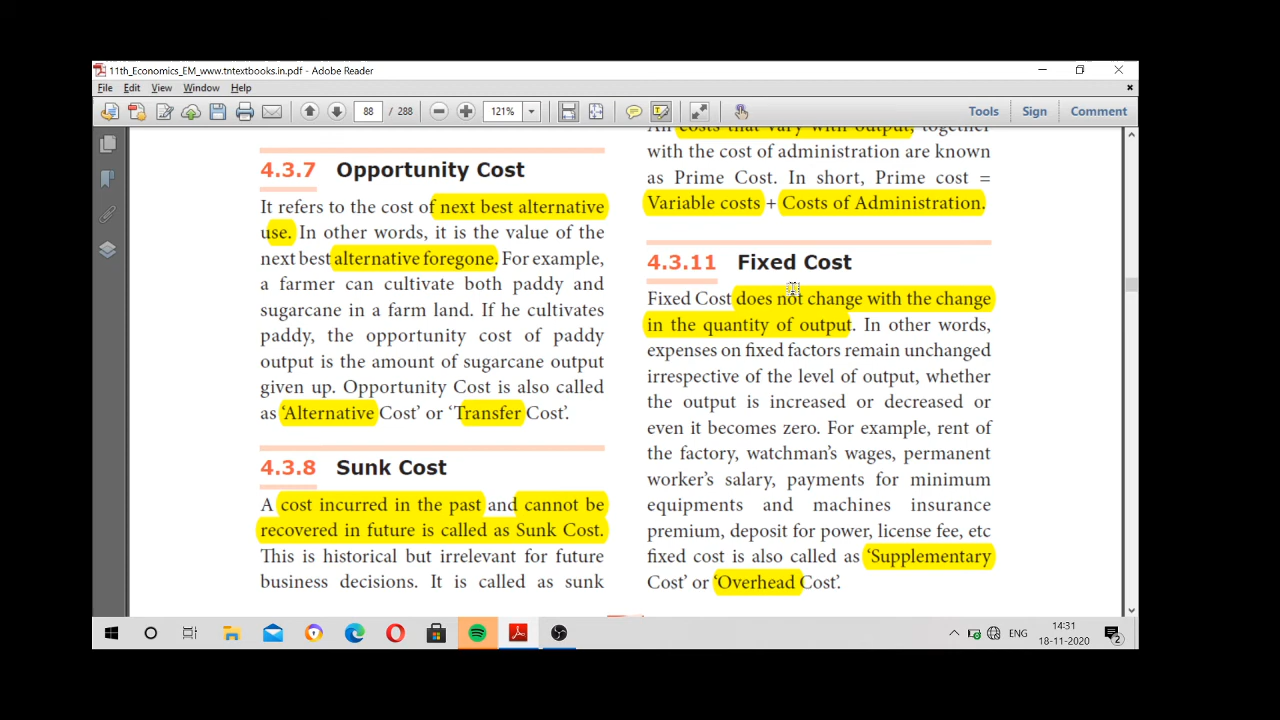 11th_Economics_EM_www.tntextbooks.in.pdf - Adobe Reader
File Edit View Window Help
88 / 288 121% Tools Sign Comment
4.3.7 Opportunity Cost
It refers to the cost of next best alternative
use. In other words, it is the value of the
next best alternative foregone. For example,
a farmer can cultivate both paddy and
sugarcane in a farm land. If he cultivates
paddy, the opportunity cost of paddy
output is the amount of sugarcane output
given up. Opportunity Cost is also called
as ‘Alternative Cost’ or ‘Transfer Cost’.
4.3.8 Sunk Cost
A cost incurred in the past and cannot be
recovered in future is called as Sunk Cost.
This is historical but irrelevant for future
business decisions. It is called as sunk
All costs that vary with output, together
with the cost of administration are known
as Prime Cost. In short, Prime cost =
Variable costs + Costs of Administration.
4.3.11 Fixed Cost
Fixed Cost does not change with the change
in the quantity of output. In other words,
expenses on fixed factors remain unchanged
irrespective of the level of output, whether
the output is increased or decreased or
even it becomes zero. For example, rent of
the factory, watchman’s wages, permanent
worker’s salary, payments for minimum
equipments and machines insurance
premium, deposit for power, license fee, etc
fixed cost is also called as ‘Supplementary
Cost’ or ‘Overhead Cost’.
ENG
14:31
18-11-2020
2